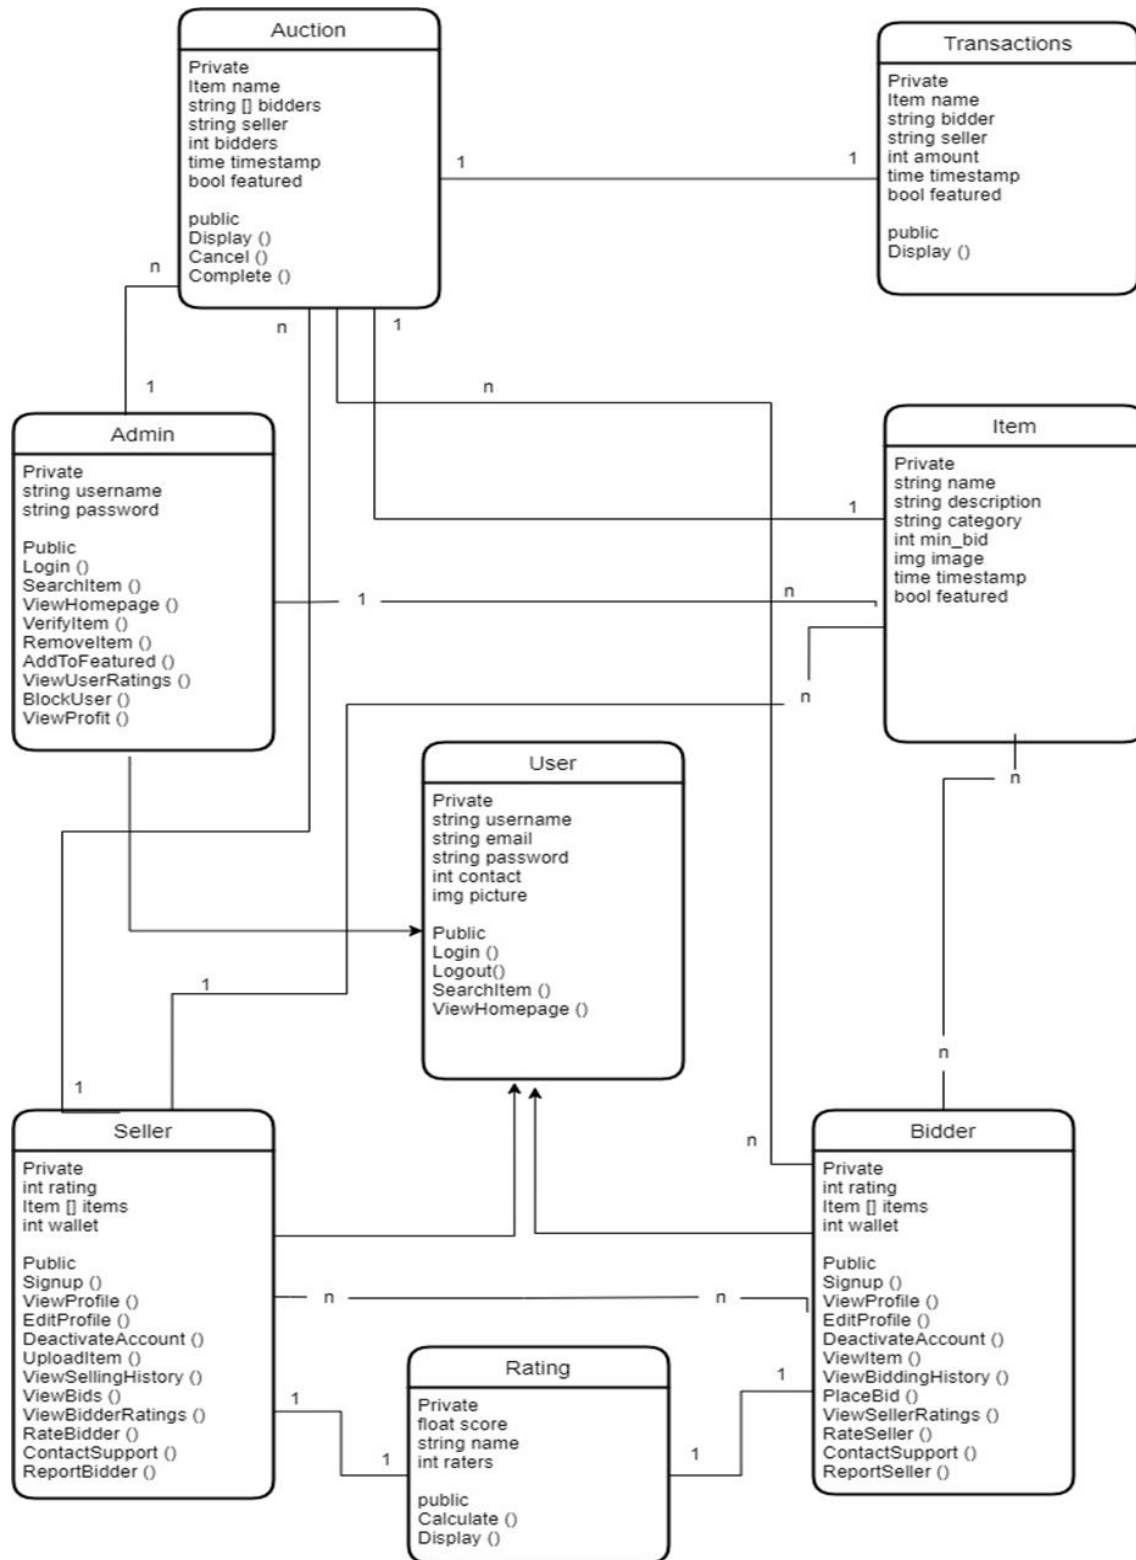 Auction
Private
Item name
string [] bidders
string seller
int bidders
time timestamp
bool featured
public
Display ()
Cancel ()
Complete ()
Transactions
Private
Item name
string bidder
string seller
int amount
time timestamp
bool featured
public
Display ()
1
1
n
n
1
1
n
Admin
Private
string username
string password
Public
Login ()
SearchItem ()
ViewHomepage ()
VerifyItem ()
RemoveItem ()
AddToFeatured ()
ViewUserRatings ()
BlockUser ()
ViewProfit ()
Item
Private
string name
string description
string category
int min_bid
img image
time timestamp
bool featured
1
1
n
n
n
User
Private
string username
string email
string password
int contact
img picture
Public
Login ()
Logout()
SearchItem ()
ViewHomepage ()
1
n
1
n
Seller
Private
int rating
Item [] items
int wallet
Public
Signup ()
ViewProfile ()
EditProfile ()
DeactivateAccount ()
UploadItem ()
ViewSellingHistory ()
ViewBids ()
ViewBidderRatings ()
RateBidder ()
ContactSupport ()
ReportBidder ()
Bidder
Private
int rating
Item [] items
int wallet
Public
Signup ()
ViewProfile ()
EditProfile ()
DeactivateAccount ()
ViewItem ()
ViewBiddingHistory ()
PlaceBid ()
ViewSellerRatings ()
RateSeller ()
ContactSupport ()
ReportSeller ()
n
n
1
1
1
1
Rating
Private
float score
string name
int raters
public
Calculate ()
Display ()